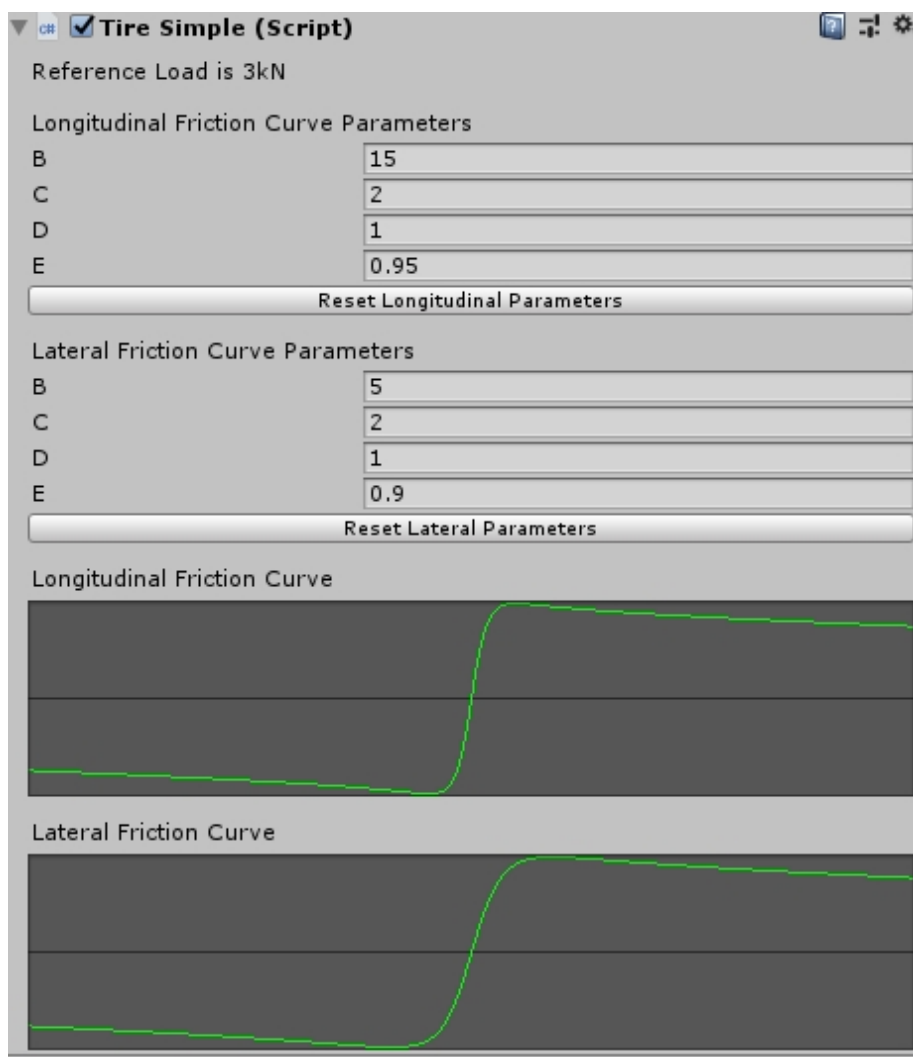 c# Tire Simple (Script)
Reference Load is 3kN
Longitudinal Friction Curve Parameters
B 15
C 2
D 1
E 0.95
Reset Longitudinal Parameters
Lateral Friction Curve Parameters
B 5
C 2
D 1
E 0.9
Reset Lateral Parameters
Longitudinal Friction Curve
Lateral Friction Curve